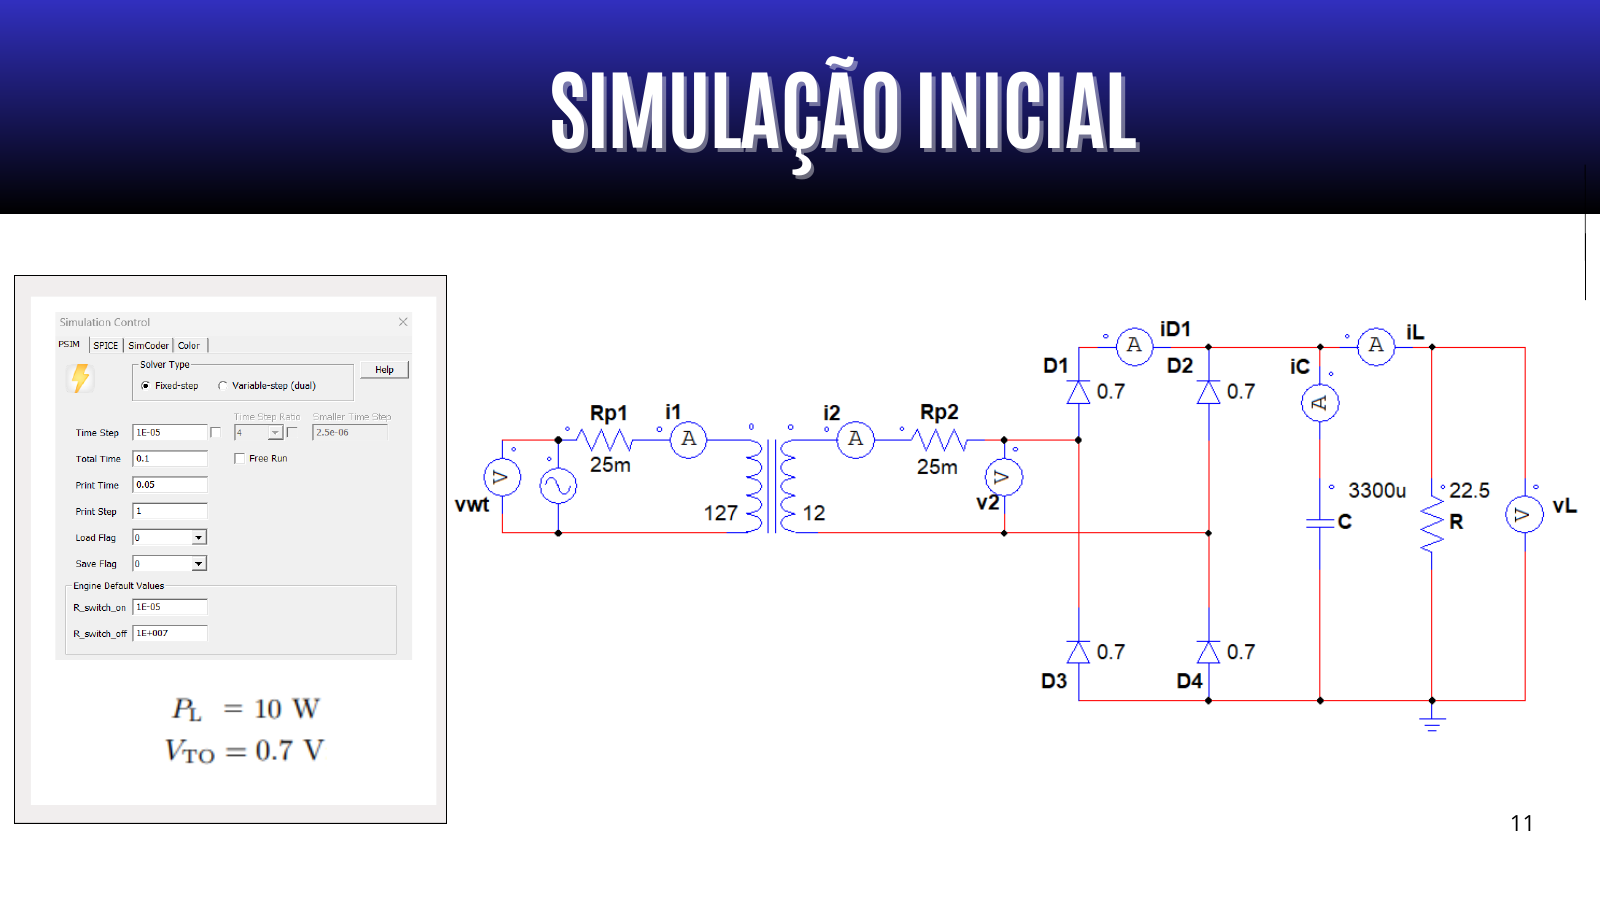 SIMULAÇÃO INICIAL
Simulation Control
PSIM SPICE SimCoder Color
Solver Type
Fixed-step Variable-step (dual)
Help
Time Step 1E-05
Time Step Ratio
4
Smaller Time Step
2.5e-06
Total Time 0.1
Free Run
Print Time 0.05
Print Step 1
Load Flag 0
Save Flag 0
Engine Default Values
R_switch_on 1E-05
R_switch_off 1E+007
P_L = 10 W
V_TO = 0.7 V
vwt
V
Rp1
25m
i1
A
127
12
i2
A
Rp2
25m
V
v2
D1
0.7
iD1
A
D2
0.7
D3
0.7
D4
0.7
iC
A
iL
A
3300u
C
22.5
R
V
vL
11